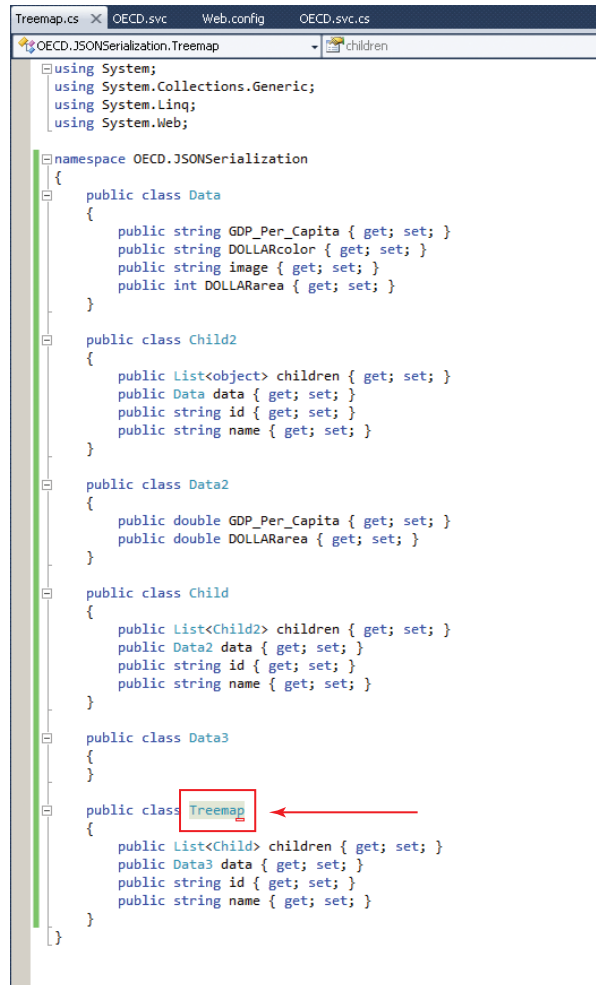 Treemap.cs × OECD.svc Web.config OECD.svc.cs
OECD.JSONSerialization.Treemap children
using System;
using System.Collections.Generic;
using System.Linq;
using System.Web;
namespace OECD.JSONSerialization
{
public class Data
{
public string GDP_Per_Capita { get; set; }
public string DOLLARcolor { get; set; }
public string image { get; set; }
public int DOLLARarea { get; set; }
}
public class Child2
{
public List<object> children { get; set; }
public Data data { get; set; }
public string id { get; set; }
public string name { get; set; }
}
public class Data2
{
public double GDP_Per_Capita { get; set; }
public double DOLLARarea { get; set; }
}
public class Child
{
public List<Child2> children { get; set; }
public Data2 data { get; set; }
public string id { get; set; }
public string name { get; set; }
}
public class Data3
{
}
public class Treemap
{
public List<Child> children { get; set; }
public Data3 data { get; set; }
public string id { get; set; }
public string name { get; set; }
}
}